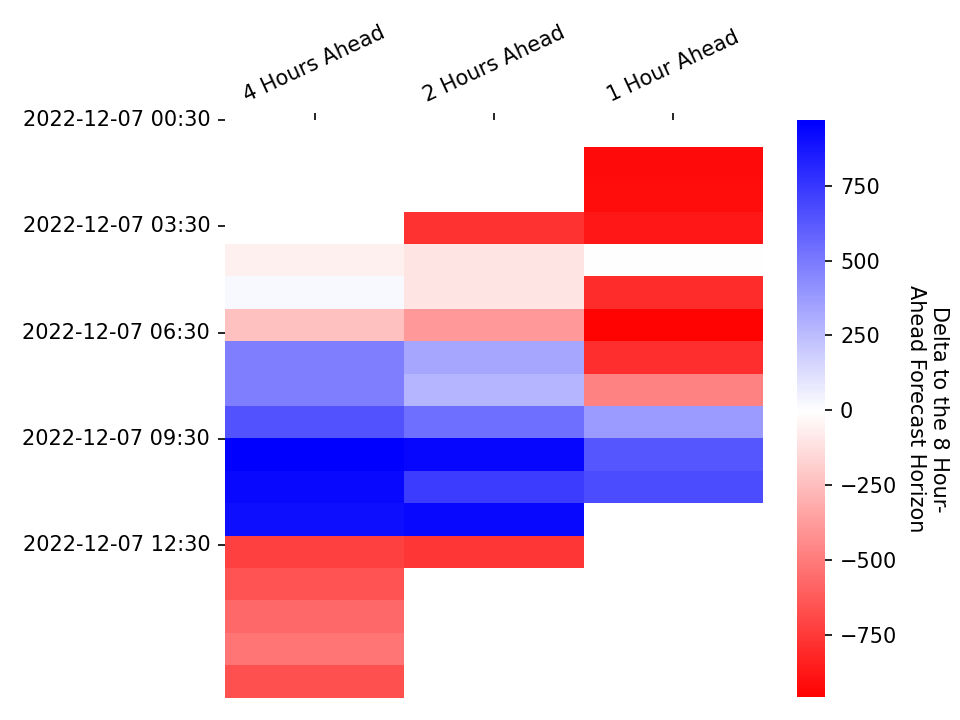 4 Hours Ahead
2 Hours Ahead
1 Hour Ahead
2022-12-07 00:30
2022-12-07 03:30
2022-12-07 06:30
2022-12-07 09:30
2022-12-07 12:30
750
500
250
0
−250
−500
−750
Delta to the 8 Hour-
Ahead Forecast Horizon